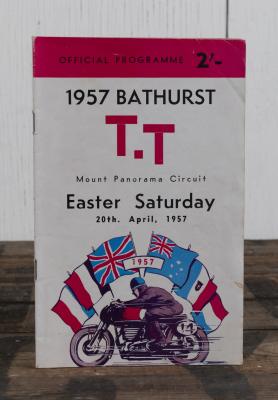 OFFICIAL PROGRAMME 2/-
1957 BATHURST
T.T
Mount Panorama Circuit
Easter Saturday
20th. April, 1957
1957
14